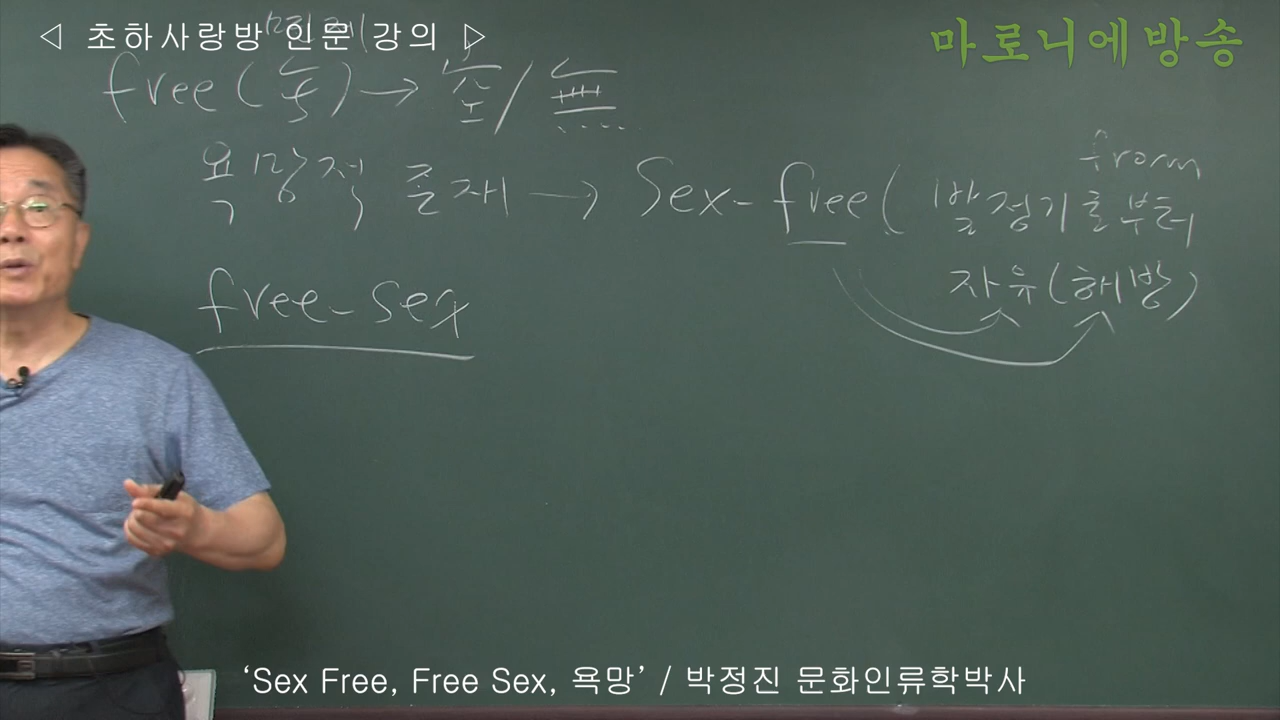 ◁ 초하사랑방 인문 강의 ▷
마로니에방송
free( ) → 空/無
from
욕망적 존재 → Sex-free( 발정기로부터
자유(해방)
free-sex
‘Sex Free, Free Sex, 욕망’ / 박정진 문화인류학박사